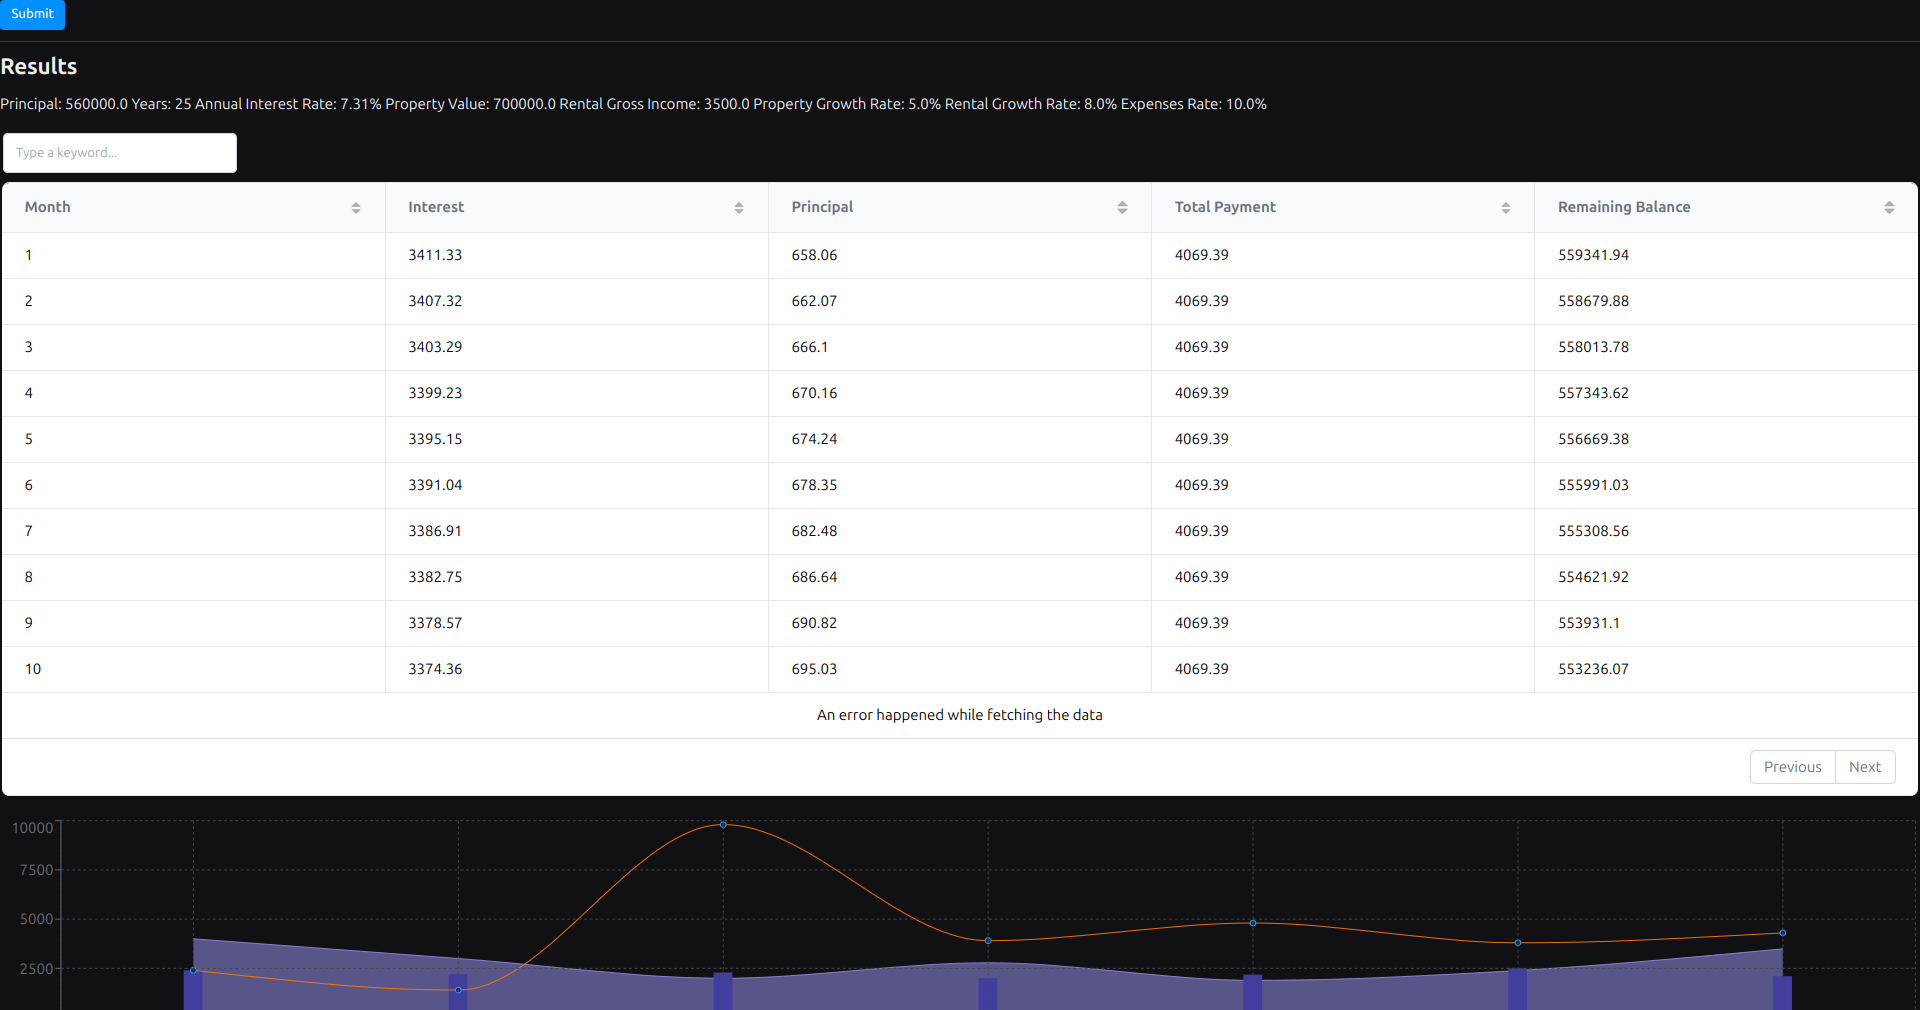 Submit
Results
Principal: 560000.0 Years: 25 Annual Interest Rate: 7.31% Property Value: 700000.0 Rental Gross Income: 3500.0 Property Growth Rate: 5.0% Rental Growth Rate: 8.0% Expenses Rate: 10.0%
Type a keyword...
Month Interest Principal Total Payment Remaining Balance
1 3411.33 658.06 4069.39 559341.94
2 3407.32 662.07 4069.39 558679.88
3 3403.29 666.1 4069.39 558013.78
4 3399.23 670.16 4069.39 557343.62
5 3395.15 674.24 4069.39 556669.38
6 3391.04 678.35 4069.39 555991.03
7 3386.91 682.48 4069.39 555308.56
8 3382.75 686.64 4069.39 554621.92
9 3378.57 690.82 4069.39 553931.1
10 3374.36 695.03 4069.39 553236.07
An error happened while fetching the data
Previous Next
10000
7500
5000
2500